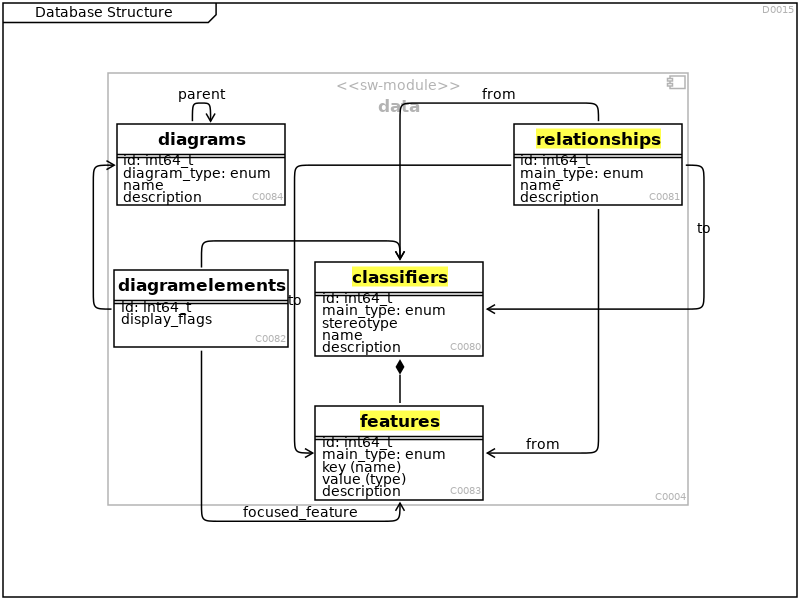 Database Structure
D0015
<<sw-module>>
data
parent
from
diagrams
id: int64_t
diagram_type: enum
name
description
C0084
relationships
id: int64_t
main_type: enum
name
description
C0081
to
classifiers
id: int64_t
main_type: enum
stereotype
name
description
C0080
diagramelements
id: int64_t
display_flags
C0082
to
features
id: int64_t
main_type: enum
key (name)
value (type)
description
C0083
from
C0004
focused_feature